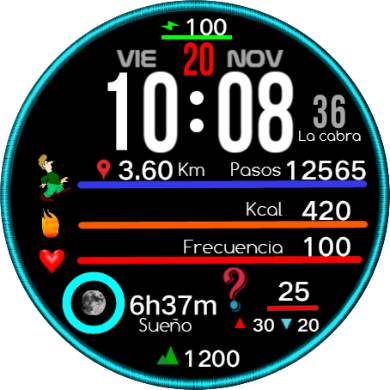 100
VIE 20 NOV
10:08 36
La cabra
3.60 Km Pasos 12565
Kcal 420
Frecuencia 100
6h37m ? 25
Sueño 30 20
1200